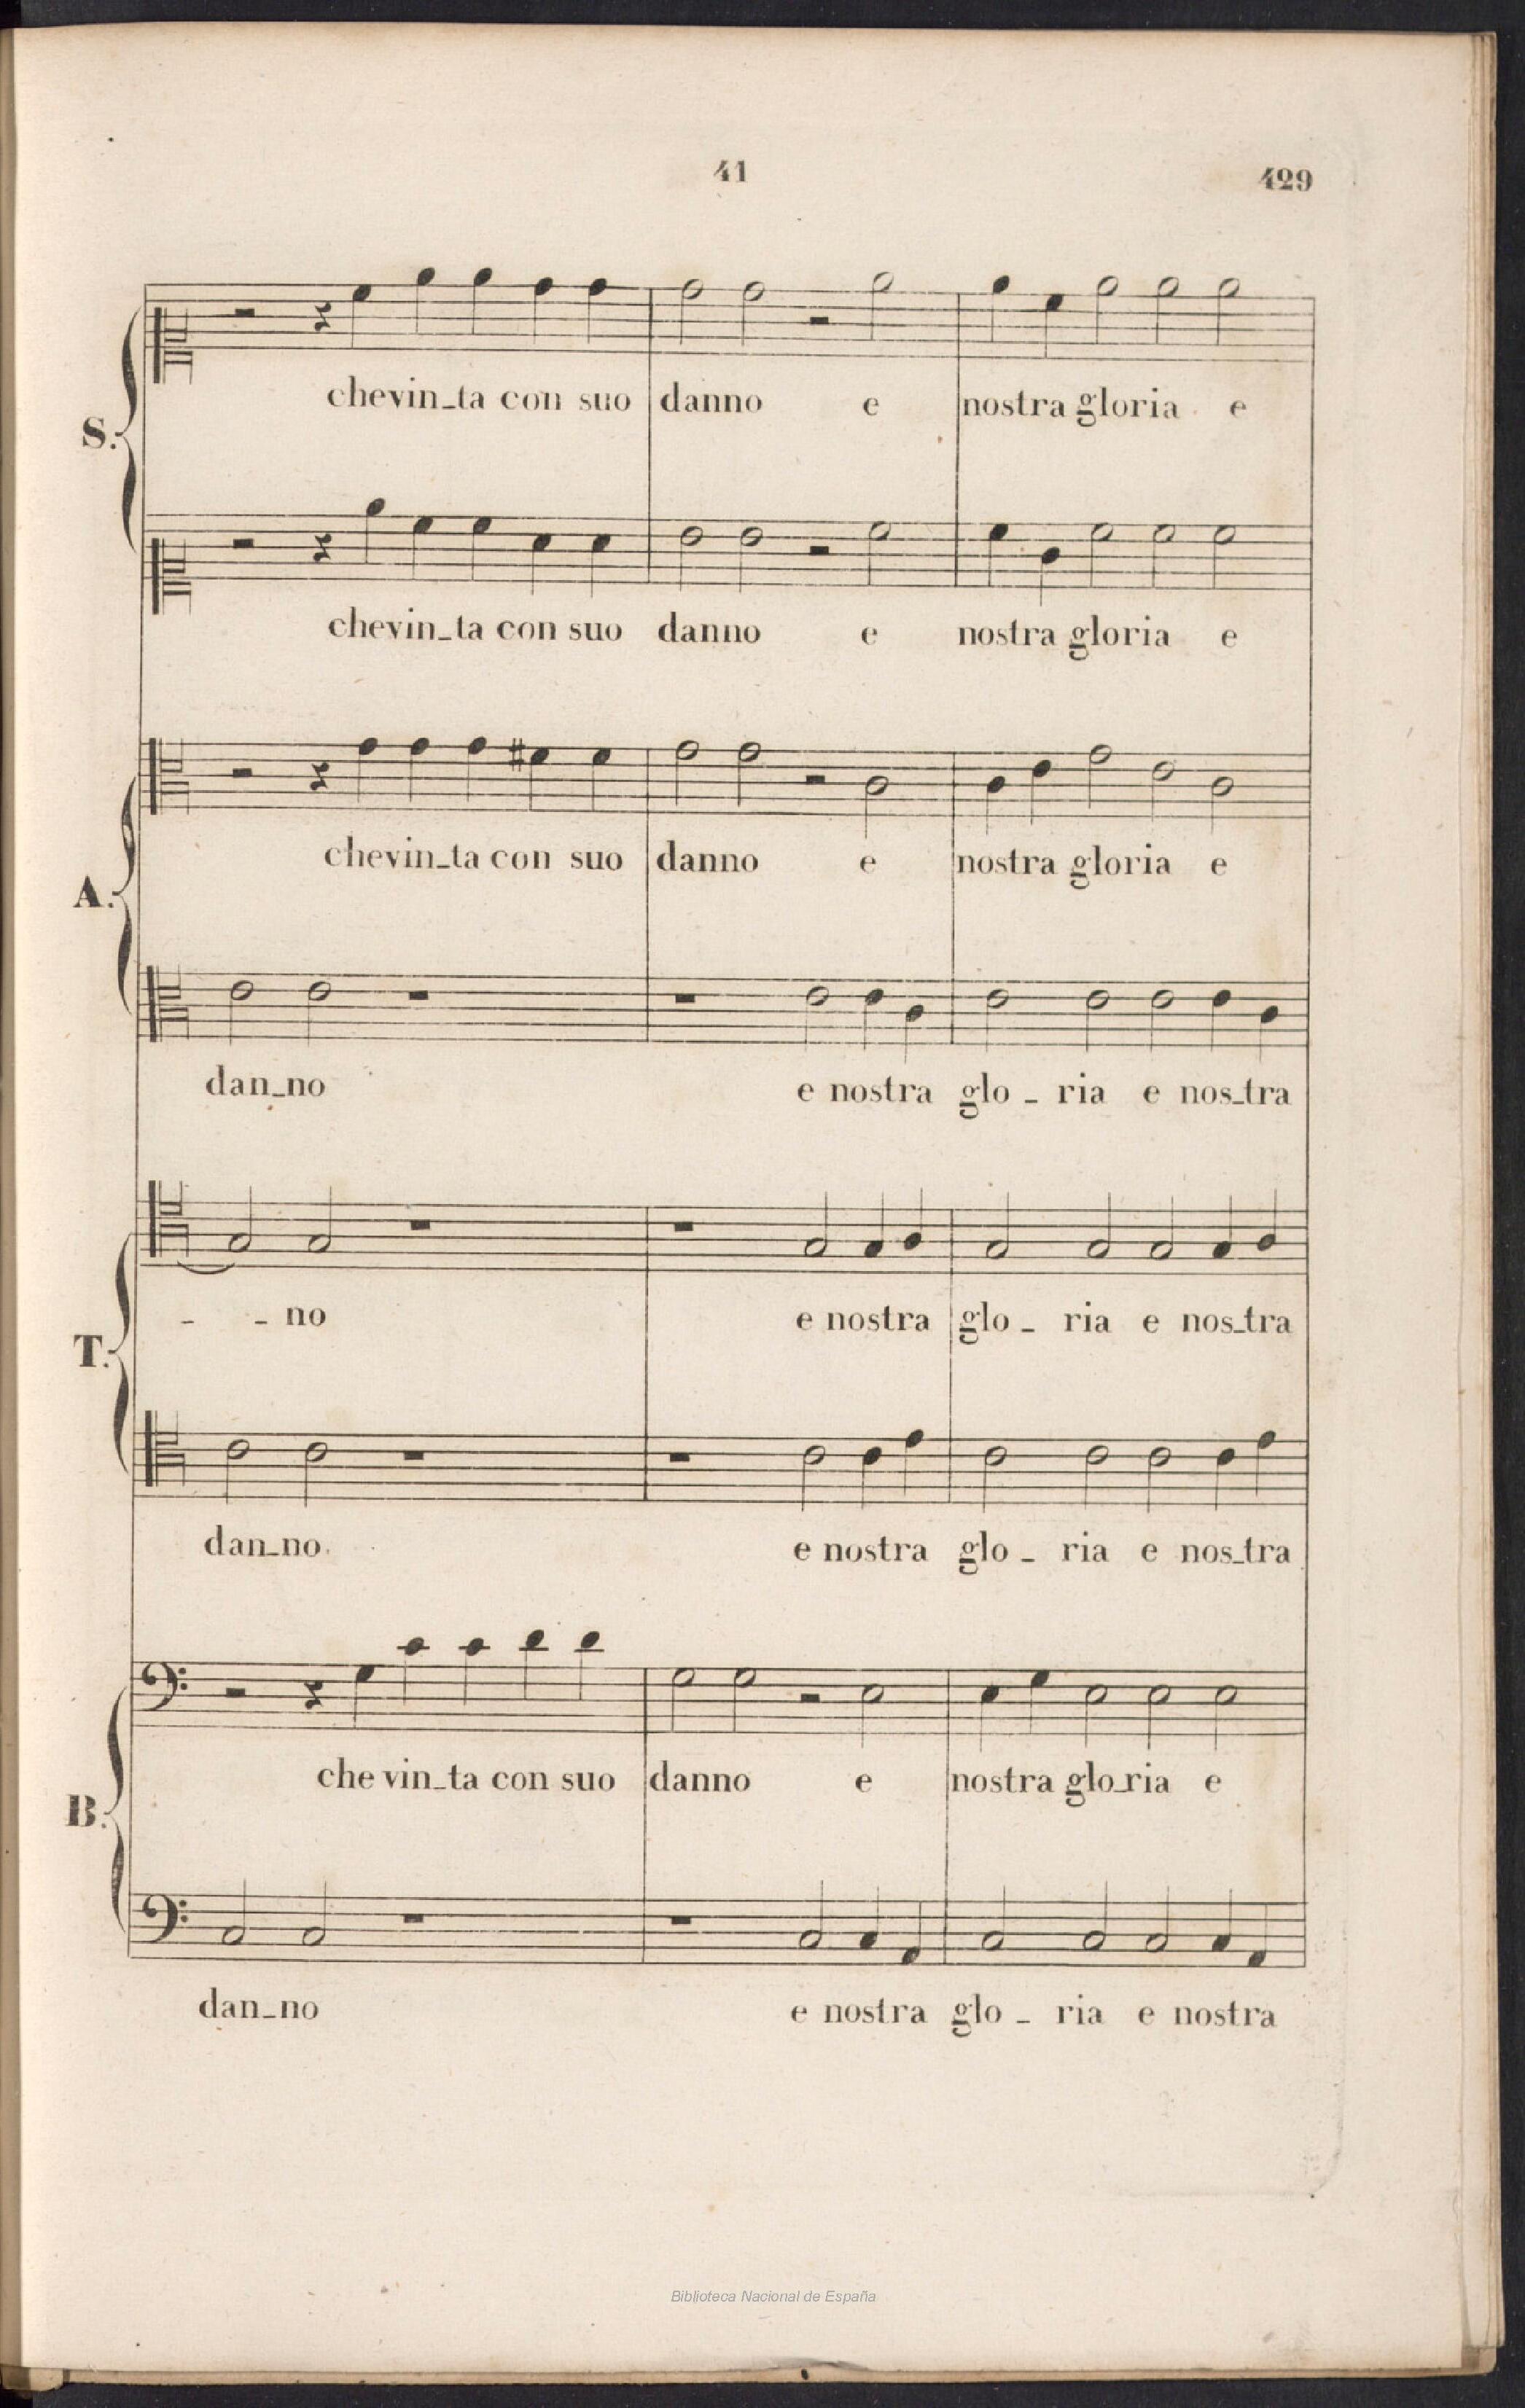 41 429
chevin_ta con suo danno e nostra gloria e
S.
chevin_ta con suo danno e nostra gloria e
chevin_ta con suo danno e nostra gloria e
A.
dan_no e nostra glo _ ria e nos_tra
_ _ no e nostra glo _ ria e nos_tra
T.
dan_no e nostra glo _ ria e nos_tra
che vin_ta con suo danno e nostra glo_ria e
B.
dan_no e nostra glo _ ria e nostra
Biblioteca Nacional de España